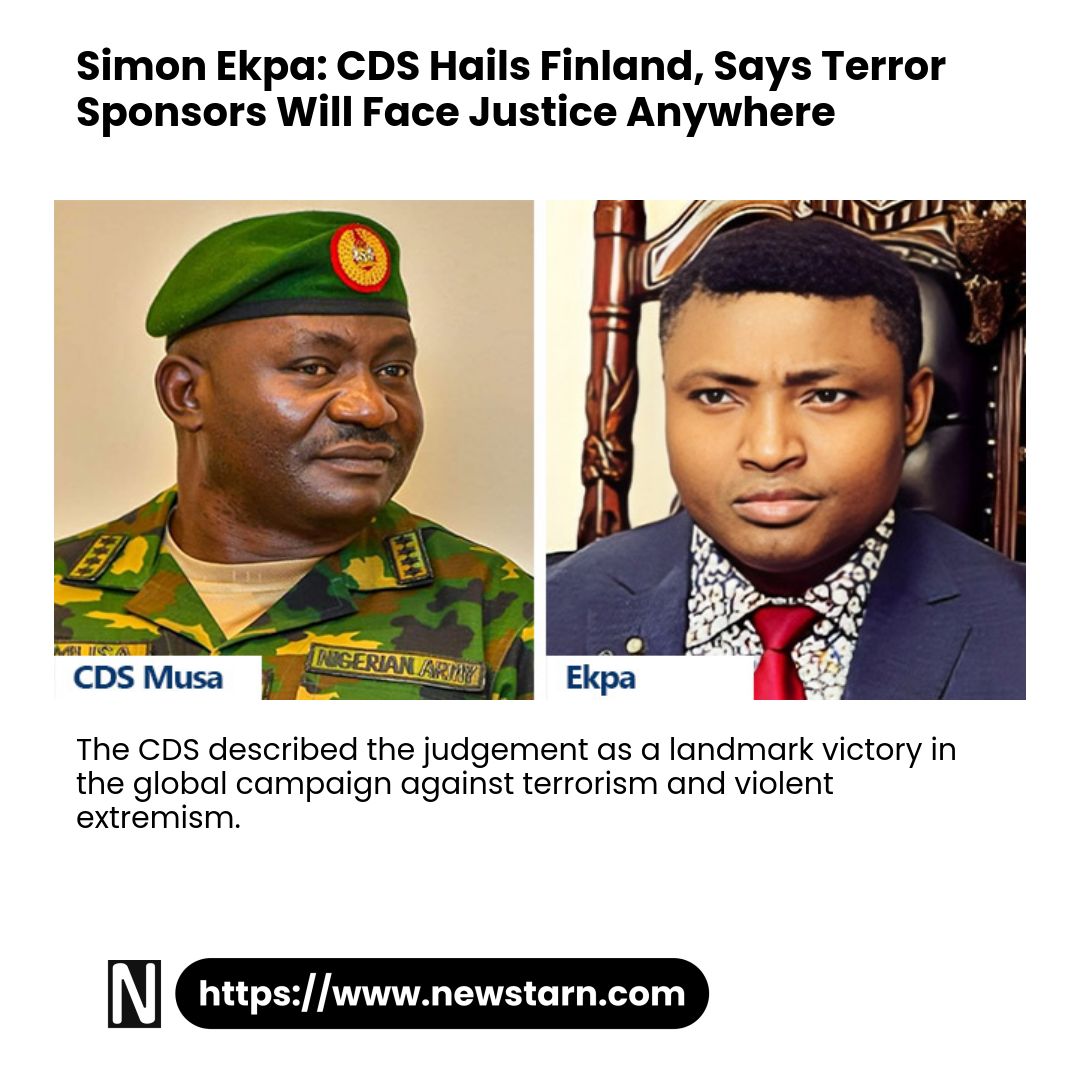 Simon Ekpa: CDS Hails Finland, Says Terror
Sponsors Will Face Justice Anywhere
MUSA
NIGERIAN ARMY
CDS Musa
Ekpa
The CDS described the judgement as a landmark victory in
the global campaign against terrorism and violent
extremism.
N
https://www.newstarn.com